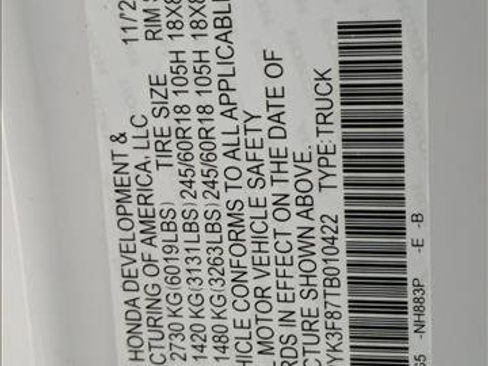 HONDA DEVELOPMENT & 11/2
CTURING OF AMERICA, LLC
2730 KG(6019LBS) TIRE SIZE RIM S
1420 KG(3131LBS) 245/60R18 105H 18X8
1480 KG(3263LBS) 245/60R18 105H 18X8
HICLE CONFORMS TO ALL APPLICABLE
MOTOR VEHICLE SAFETY
RDS IN EFFECT ON THE DATE OF
CTURE SHOWN ABOVE.
YK3F87TB010422 TYPE:TRUCK
-NH883P -E -B